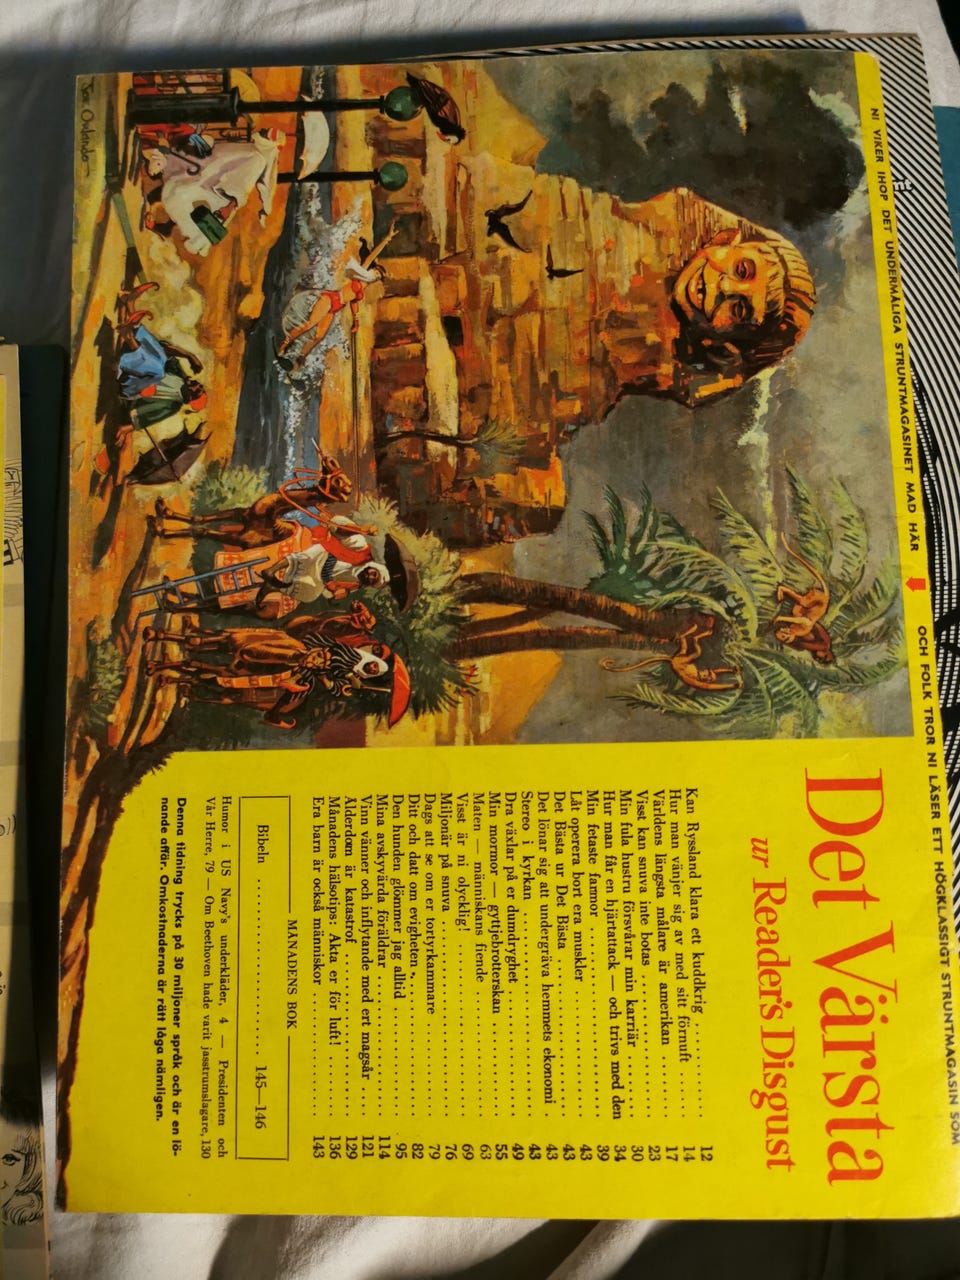 NI VIKER IHOP DET UNDERMÅLIGA STRUNTMAGASINET MAD HÄR OCH FOLK TROR NI LÄSER ETT HÖGKLASSIGT STRUNTMAGASIN SOM
Det Värsta
ur Reader's Disgust
Kan Ryssland klara ett kuddkrig 12
Hur man vänjer sig av med sitt förnuft 14
Världens längsta målare är amerikan 17
Visst kan snuva inte botas 23
Min fula hustru försvårar min karriär 30
Hur man får en hjärtattack — och trivs med den 34
Min fetaste fammor 39
Låt operera bort era muskler 43
Det Bästa ur Det Bästa 43
Det lönar sig att undergräva hemmets ekonomi 43
Stereo i kyrkan 43
Dra växlar på er dumdryghet 49
Min mormor — gyttjebrotterskan 55
Maten — människans fiende 63
Visst är ni olycklig! 69
Miljonär på snuva 76
Dags att se om er tortyrkammare 79
Ditt och datt om evigheten 82
Den hunden glömmer jag alltid 95
Mina avskyvärda föräldrar 114
Vinn vänner och inflytande med ert magsår 121
Ålderdom är katastrof 129
Månadens hälsotips: Akta er för luft! 136
Era barn är också människor 143
MÅNADENS BOK
Bibeln 145—146
Humor i US Navy's underkläder, 4 — Presidenten och
Vår Herre, 79 — Om Beethoven hade varit jasstrumslagare, 130
Denna tidning trycks på 30 miljoner språk och är en lö-
nande affär. Omkostnaderna är rätt låga nämligen.
Joe Orlando